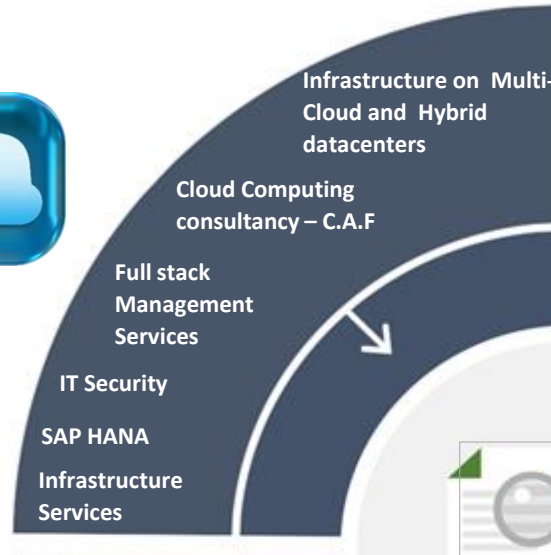 Infrastructure on Multi-
Cloud and Hybrid
datacenters
Cloud Computing
consultancy – C.A.F
Full stack
Management
Services
IT Security
SAP HANA
Infrastructure
Services